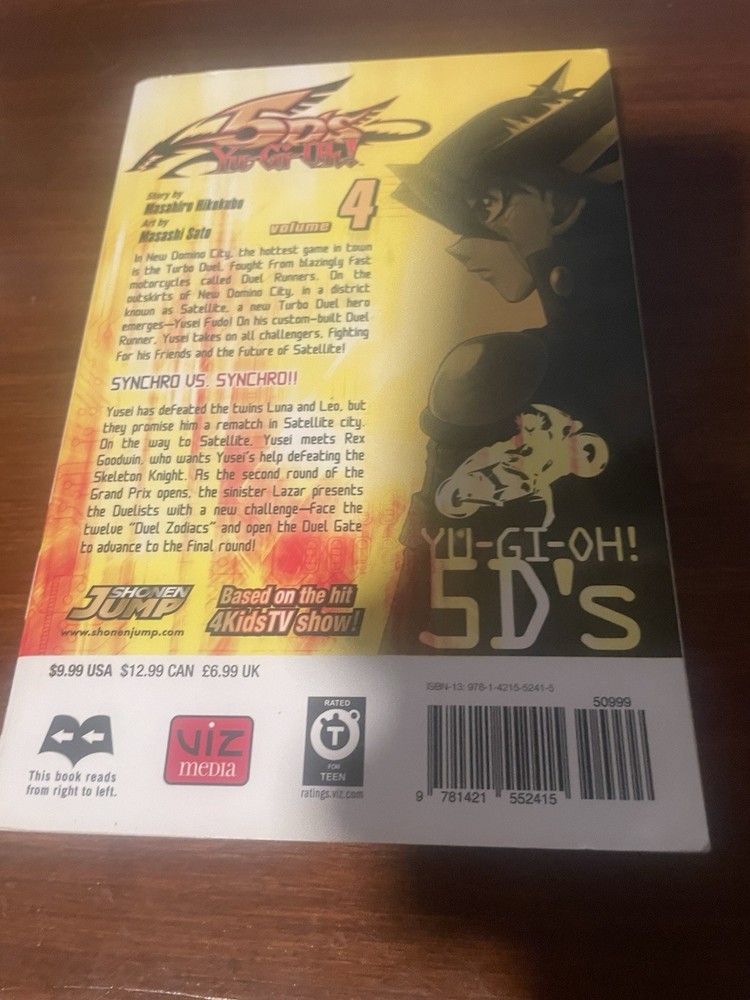 5D's
Yu-Gi-Oh!
Story by
Masahiro Hikokubo
Art by
Masashi Sato
volume 4
In New Domino City, the hottest game in town
is the Turbo Duel, fought from blazingly fast
motorcycles called Duel Runners. On the
outskirts of New Domino City, in a district
known as Satellite, a new Turbo Duel hero
emerges—Yusei Fudo! On his custom-built Duel
Runner, Yusei takes on all challengers, fighting
for his friends and the future of Satellite!
SYNCHRO VS. SYNCHRO!!
Yusei has defeated the twins Luna and Leo, but
they promise him a rematch in Satellite city.
On the way to Satellite, Yusei meets Rex
Goodwin, who wants Yusei's help defeating the
Skeleton Knight. As the second round of the
Grand Prix opens, the sinister Lazar presents
the Duelists with a new challenge—Face the
twelve "Duel Zodiacs" and open the Duel Gate
to advance to the final round!
YU-GI-OH!
5D's
SHONEN
JUMP
www.shonenjump.com
Based on the hit
4KidsTV show!
$9.99 USA $12.99 CAN £6.99 UK
This book reads
from right to left.
VIZ
media
RATED
T
FOR
TEEN
ratings.viz.com
ISBN-13: 978-1-4215-5241-5
50999
9 781421 552415